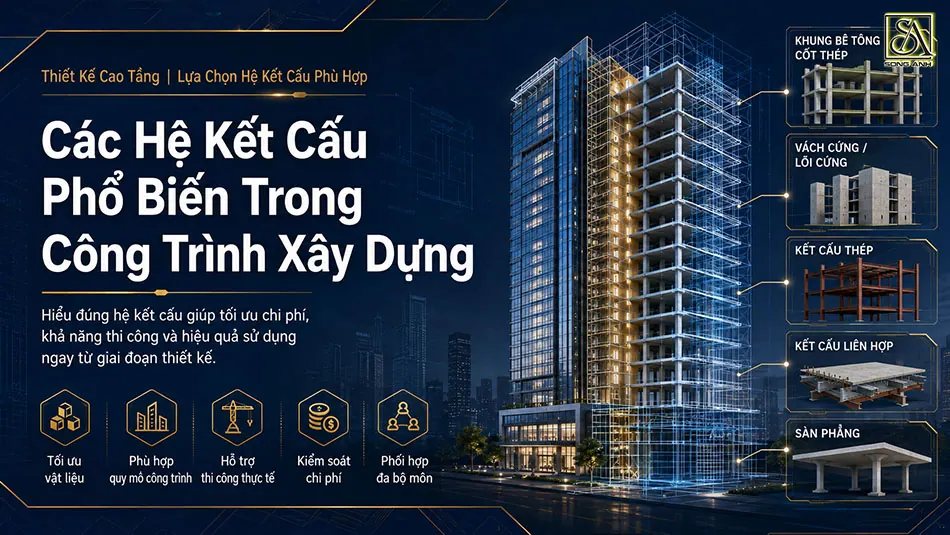 Thiết Kế Cao Tầng | Lựa Chọn Hệ Kết Cấu Phù Hợp
Các Hệ Kết Cấu
Phổ Biến Trong
Công Trình Xây Dựng
Hiểu đúng hệ kết cấu giúp tối ưu chi phí,
khả năng thi công và hiệu quả sử dụng
ngay từ giai đoạn thiết kế.
Tối ưu
vật liệu
Phù hợp
quy mô công trình
Hỗ trợ
thi công thực tế
Kiểm soát
chi phí
Phối hợp
đa bộ môn
KHUNG BÊ TÔNG
CỐT THÉP
VÁCH CỨNG /
LÕI CỨNG
KẾT CẤU THÉP
KẾT CẤU LIÊN HỢP
SÀN PHẲNG
SA
SONG ANH